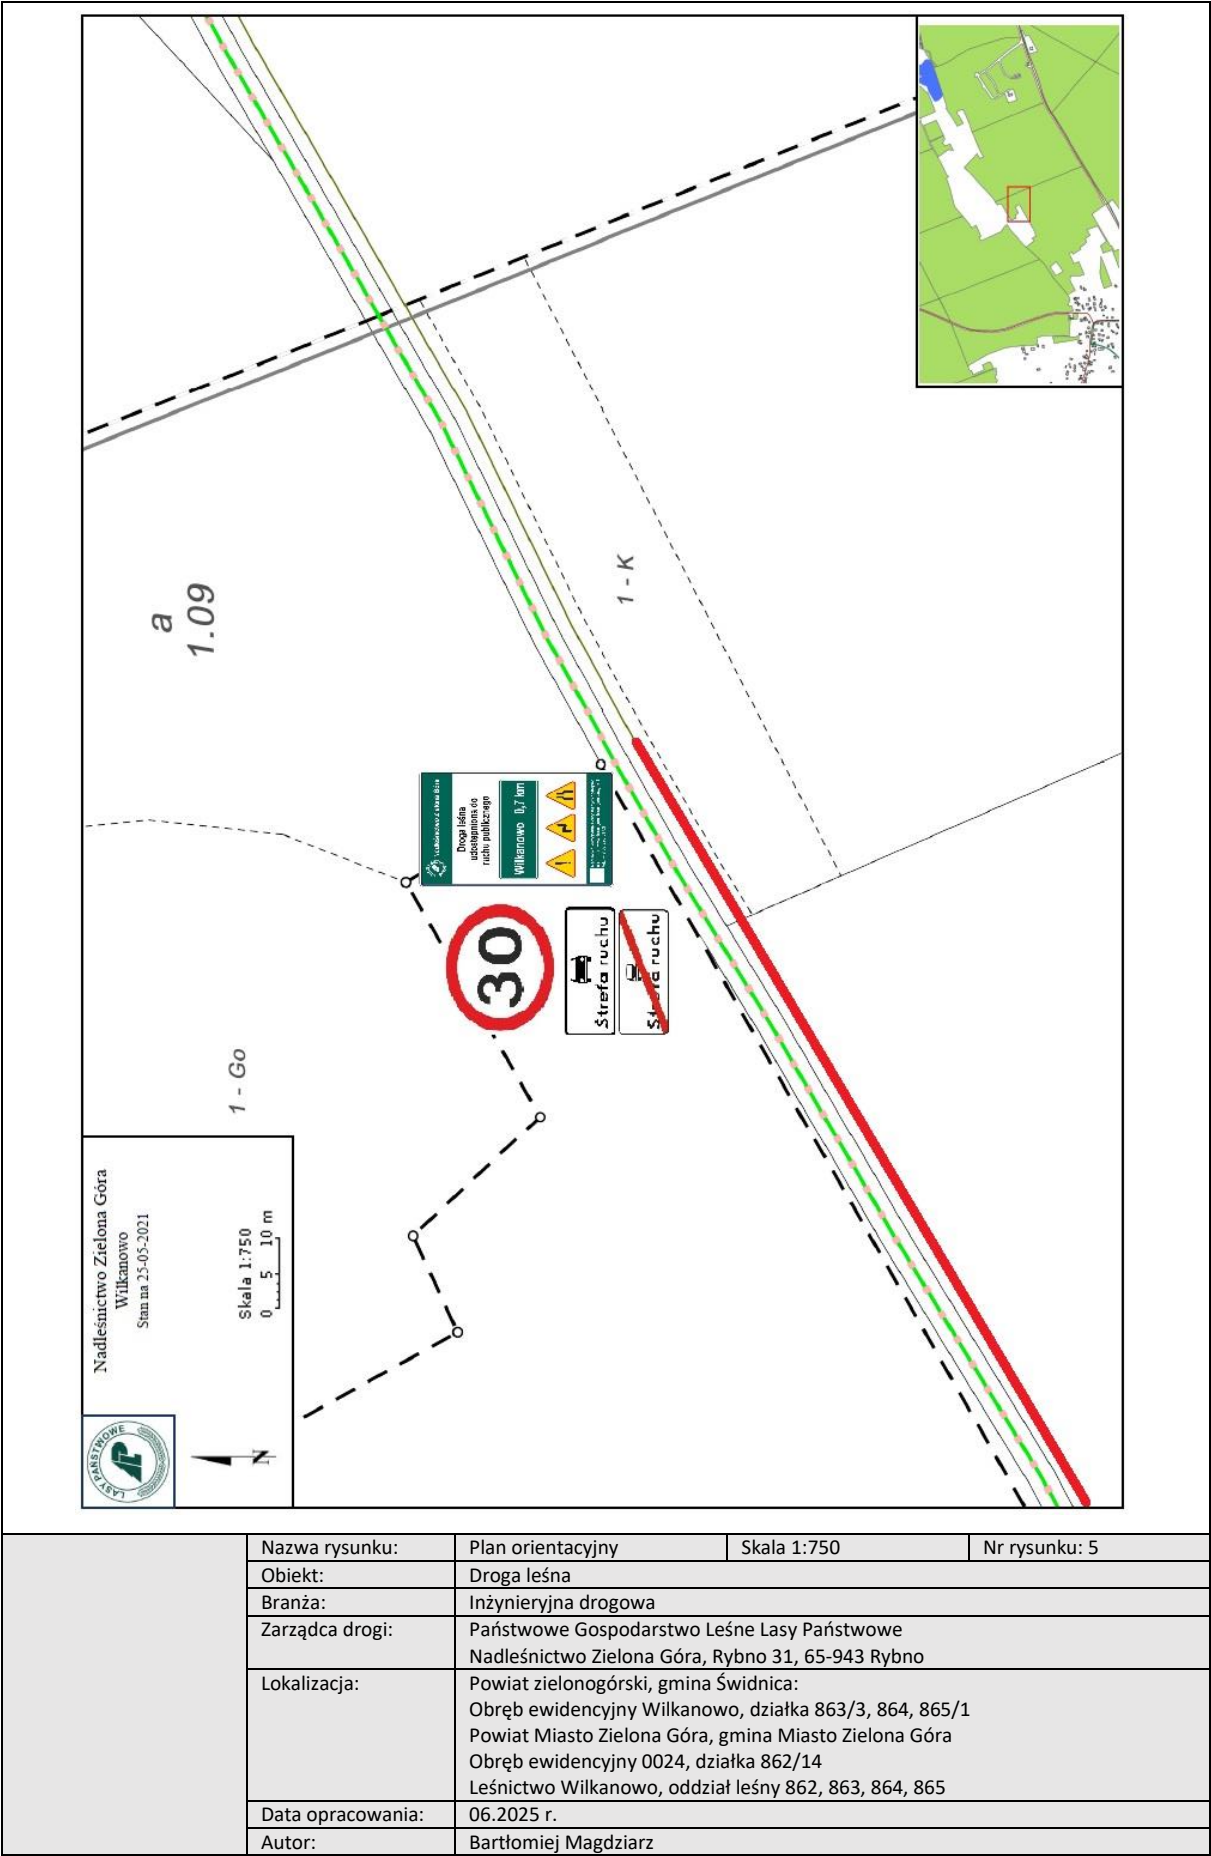 a
1.09
1 - K
1 - Go
Droga leśna
udostępniona do
ruchu publicznego
Wilkanowo 0,7 km
30
Strefa ruchu
Strefa ruchu
Nadleśnictwo Zielona Góra
Wilkanowo
Stan na 25-05-2021
Skala 1:750
0 5 10 m
LASY PAŃSTWOWE
N
Nazwa rysunku: Plan orientacyjny Skala 1:750 Nr rysunku: 5
Obiekt: Droga leśna
Branża: Inżynieryjna drogowa
Zarządca drogi: Państwowe Gospodarstwo Leśne Lasy Państwowe
Nadleśnictwo Zielona Góra, Rybno 31, 65-943 Rybno
Lokalizacja: Powiat zielonogórski, gmina Świdnica:
Obręb ewidencyjny Wilkanowo, działka 863/3, 864, 865/1
Powiat Miasto Zielona Góra, gmina Miasto Zielona Góra
Obręb ewidencyjny 0024, działka 862/14
Leśnictwo Wilkanowo, oddział leśny 862, 863, 864, 865
Data opracowania: 06.2025 r.
Autor: Bartłomiej Magdziarz